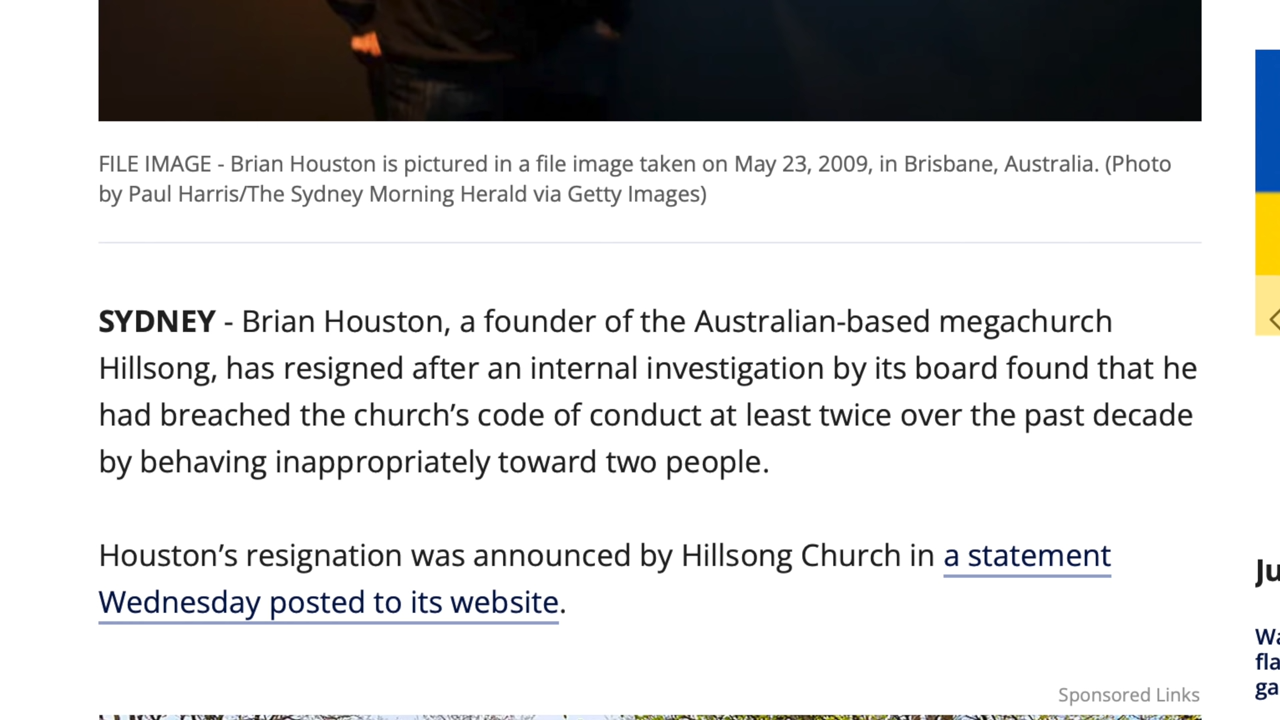 FILE IMAGE - Brian Houston is pictured in a file image taken on May 23, 2009, in Brisbane, Australia. (Photo
by Paul Harris/The Sydney Morning Herald via Getty Images)
SYDNEY - Brian Houston, a founder of the Australian-based megachurch
Hillsong, has resigned after an internal investigation by its board found that he
had breached the church’s code of conduct at least twice over the past decade
by behaving inappropriately toward two people.
Houston’s resignation was announced by Hillsong Church in a statement
Wednesday posted to its website.
Sponsored Links